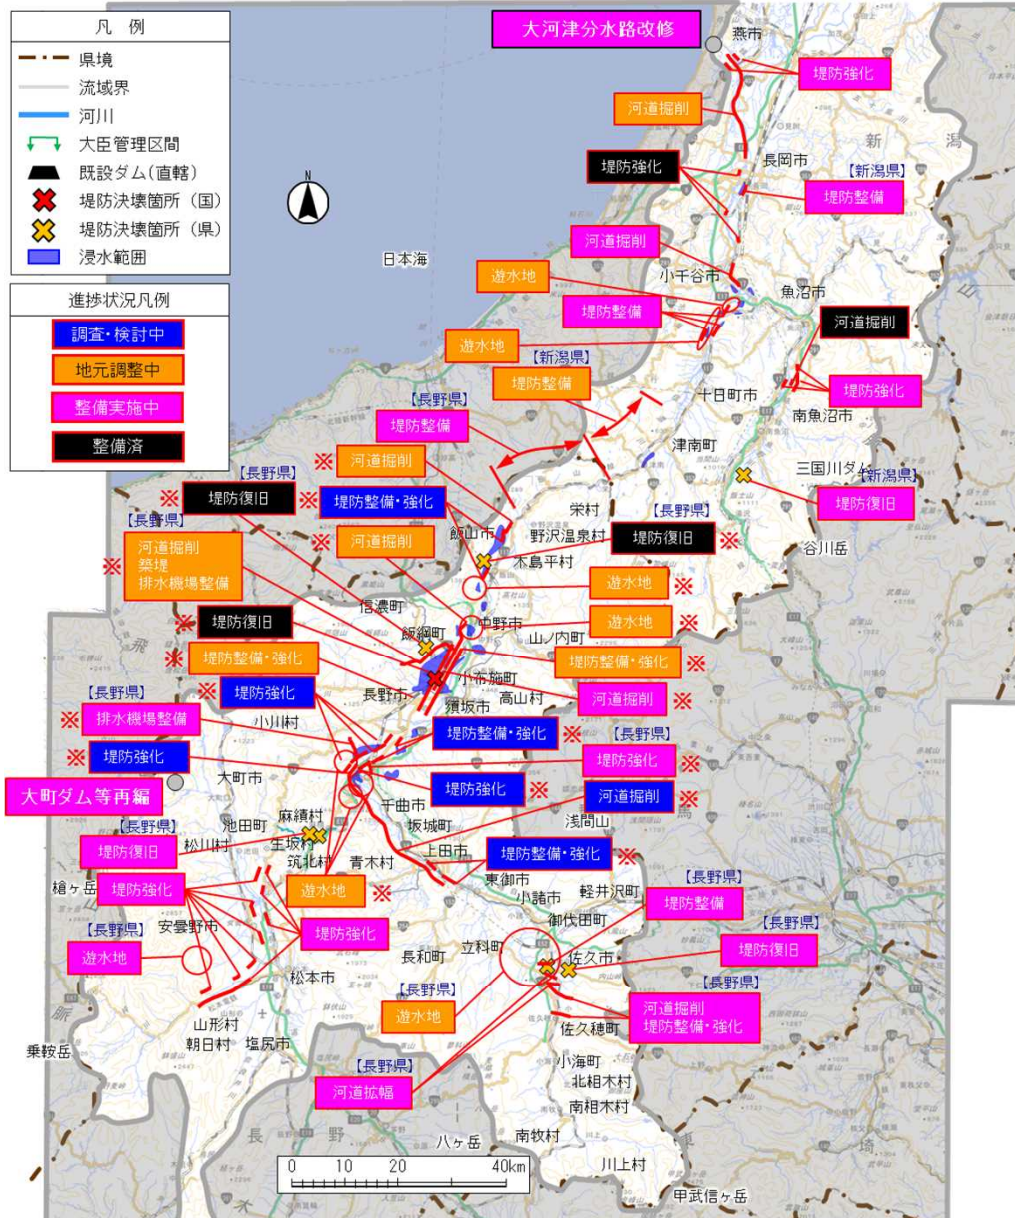 凡 例
県境
流域界
河川
大臣管理区間
既設ダム(直轄)
堤防決壊箇所（国）
堤防決壊箇所（県）
浸水範囲
進捗状況凡例
調査・検討中
地元調整中
整備実施中
整備済
N
日本海
大河津分水路改修
燕市
堤防強化
河道掘削
新
潟
長岡市
堤防強化
【新潟県】
堤防整備
河道掘削
小千谷市
遊水地
魚沼市
堤防整備
河道掘削
遊水地
【新潟県】
堤防整備
堤防強化
十日町市
南魚沼市
【長野県】
堤防整備
津南町
三国川ダム
【新潟県】
堤防復旧
※
河道掘削
【長野県】
※
堤防復旧
※
堤防整備・強化
栄村
飯山市
野沢温泉村
【長野県】
堤防復旧
※
谷川岳
【長野県】
※
河道掘削
築堤
排水機場整備
※
河道掘削
木島平村
遊水地
※
信濃町
中野市
遊水地
※
※
堤防復旧
飯綱町
山ノ内町
※
堤防整備・強化
堤防整備・強化
※
小布施町
長野市
高山村
河道掘削
※
須坂市
※
堤防強化
【長野県】
※
排水機場整備
小川村
堤防整備・強化
※
【長野県】
堤防強化
※
※
堤防強化
大町市
堤防強化
※
河道掘削
※
大町ダム等再編
千曲市
浅間山
麻績村
坂城町
池田町
【長野県】
堤防復旧
松川村
生坂村
筑北村
青木村
上田市
堤防整備・強化
※
東御市
槍ヶ岳
堤防強化
遊水地
※
小諸市
軽井沢町
【長野県】
堤防整備
御代田町
安曇野市
堤防強化
【長野県】
遊水地
立科町
長和町
佐久市
【長野県】
堤防復旧
松本市
【長野県】
遊水地
【長野県】
河道掘削
堤防整備・強化
山形村
朝日村
塩尻市
佐久穂町
乗鞍岳
小海町
【長野県】
河道拡幅
北相木村
南相木村
長
野
八ヶ岳
南牧村
埼
川上村
0 10 20 40km
甲武信ヶ岳